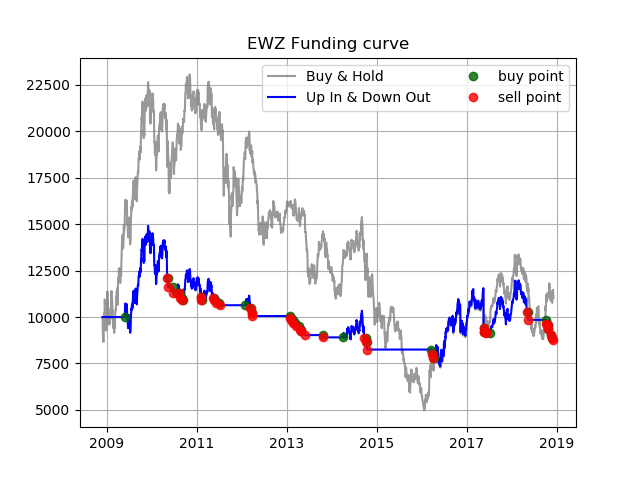 EWZ Funding curve
Buy & Hold
Up In & Down Out
buy point
sell point
22500
20000
17500
15000
12500
10000
7500
5000
2009 2011 2013 2015 2017 2019